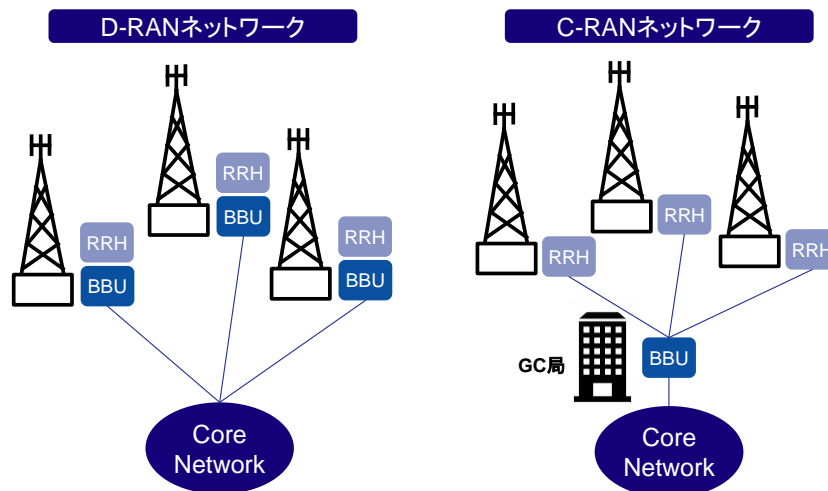 D-RANネットワーク
RRH
BBU
RRH
BBU
RRH
BBU
Core
Network
C-RANネットワーク
RRH
RRH
RRH
GC局
BBU
Core
Network